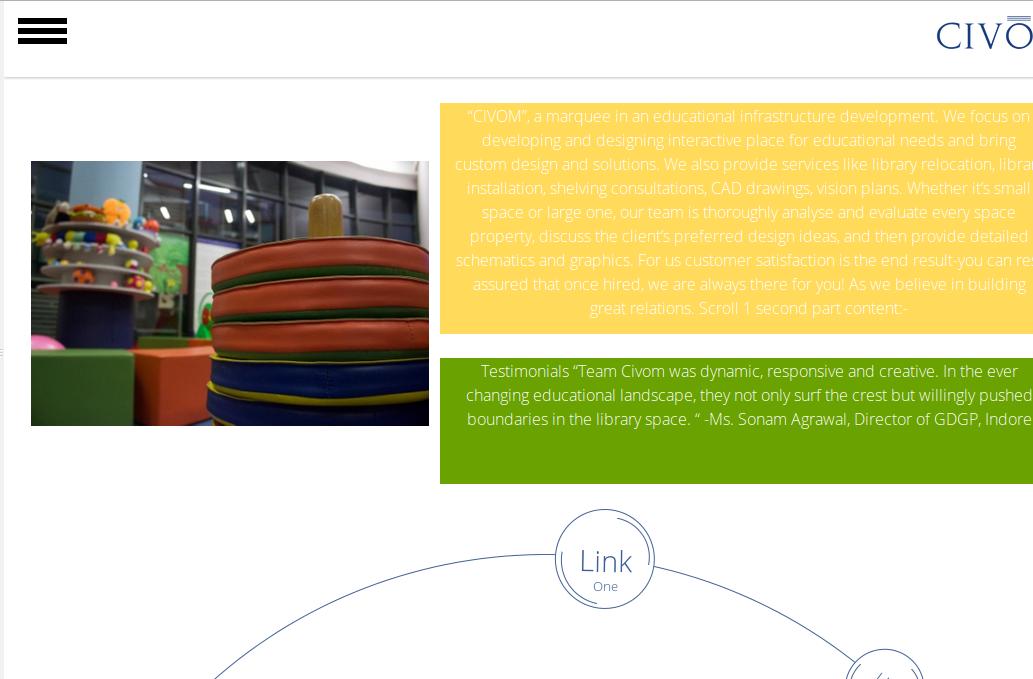 CIVO
"CIVOM", a marquee in an educational infrastructure development. We focus on
developing and designing interactive place for educational needs and bring
custom design and solutions. We also provide services like library relocation,
installation, shelving consultations, CAD drawings, vision plans. Whether it's small
space or large one, our team is thoroughly analyse and evaluate every space
property, discuss the client's preferred design ideas, and then provide detailed
schematics and graphics. For us customer satisfaction is the end result-you can
assured that once hired, we are always there for you! As we believe in building
great relations. Scroll 1 second part content:-
Testimonials “Team Civom was dynamic, responsive and creative. In the ever
changing educational landscape, they not only surf the crest but willingly pushed
boundaries in the library space. “ -Ms. Sonam Agrawal, Director of GDGP, Indore
Link
One